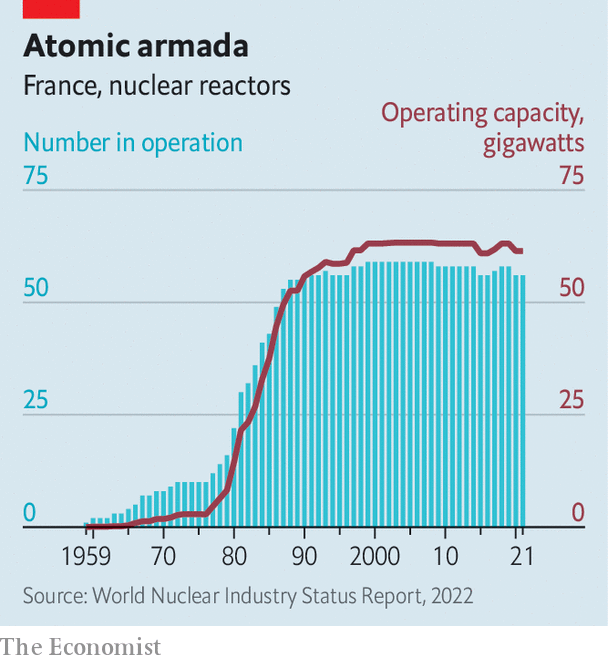 Atomic armada
France, nuclear reactors
Operating capacity,
Number in operation gigawatts
75 75
50 50
25 25
0 0
1959 70 80 90 2000 10 21
Source: World Nuclear Industry Status Report, 2022
The Economist